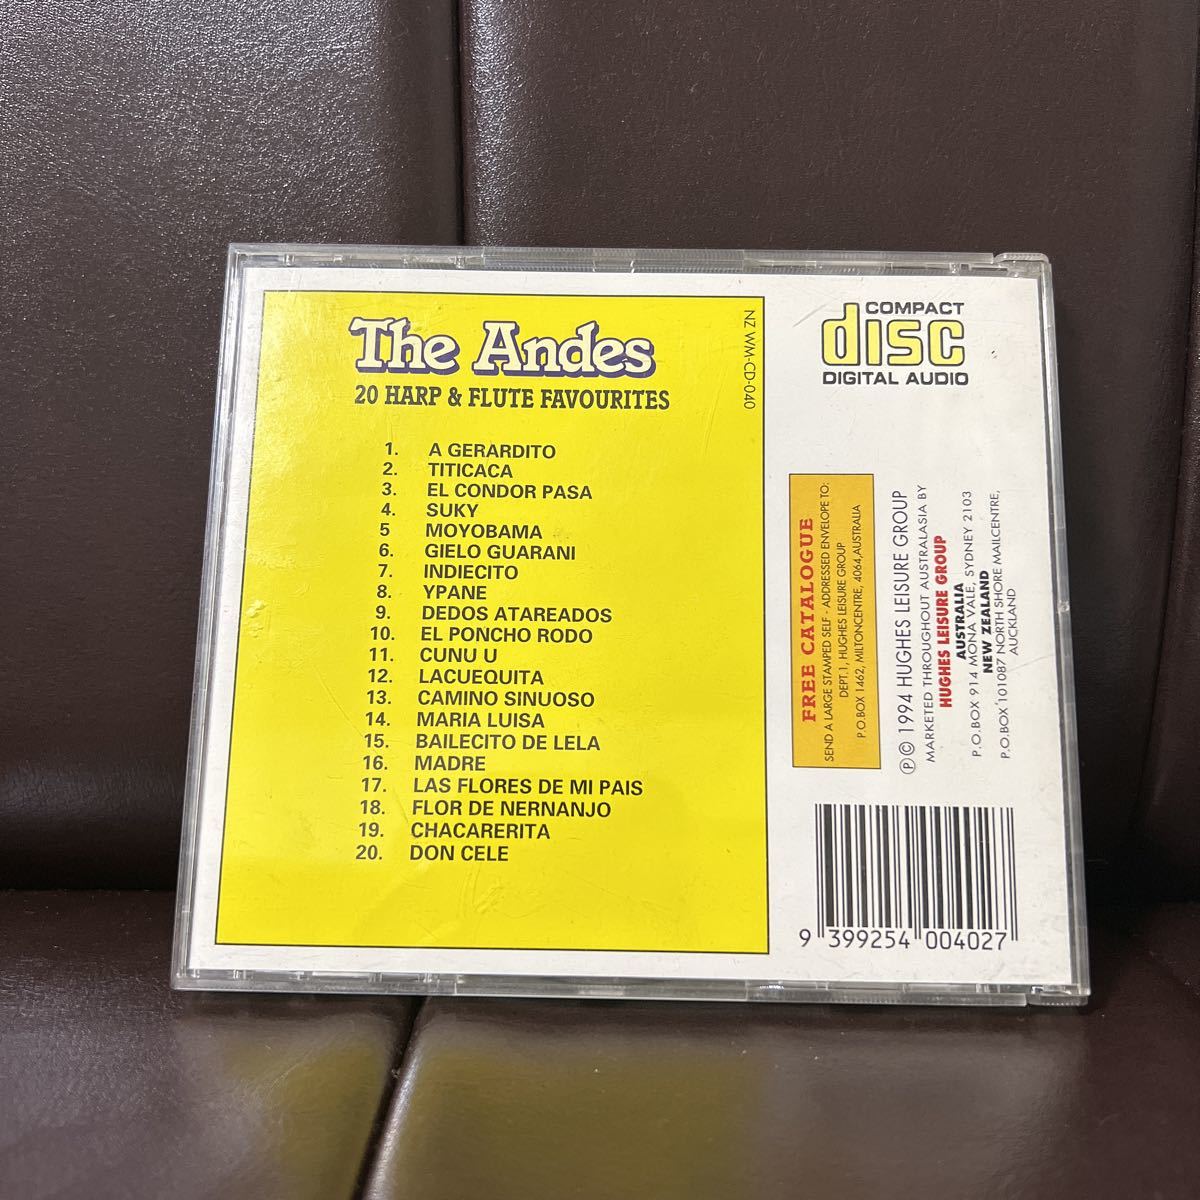 The Andes
20 HARP & FLUTE FAVOURITES
1. A GERARDITO
2. TITICACA
3. EL CONDOR PASA
4. SUKY
5 MOYOBAMA
6. GIELO GUARANI
7. INDIECITO
8. YPANE
9. DEDOS ATAREADOS
10. EL PONCHO RODO
11. CUNU U
12. LACUEQUITA
13. CAMINO SINUOSO
14. MARIA LUISA
15. BAILECITO DE LELA
16. MADRE
17. LAS FLORES DE MI PAIS
18. FLOR DE NERNANJO
19. CHACARERITA
20. DON CELE
NZ WM-CD-040
COMPACT
disc
DIGITAL AUDIO
FREE CATALOGUE
SEND A LARGE STAMPED SELF - ADDRESSED ENVELOPE TO:
DEPT.1, HUGHES LEISURE GROUP
P.O.BOX 1462, MILTONCENTRE, 4064,AUSTRALIA
℗ © 1994 HUGHES LEISURE GROUP
MARKETED THROUGHOUT AUSTRALASIA BY
HUGHES LEISURE GROUP
AUSTRALIA
P.O.BOX 914 MONA VALE, SYDNEY 2103
NEW ZEALAND
P.O.BOX 101087 NORTH SHORE MAILCENTRE,
AUCKLAND
9 399254 004027